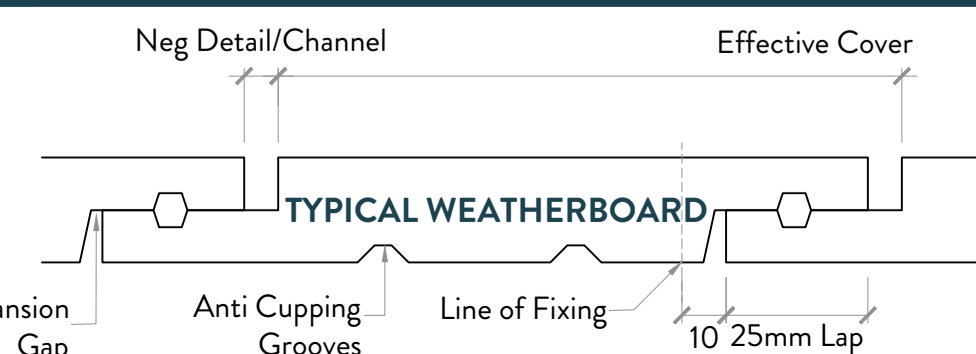 Neg Detail/Channel
Effective Cover
TYPICAL WEATHERBOARD
Anti Cupping
Grooves
Line of Fixing
10 25mm Lap
Gap